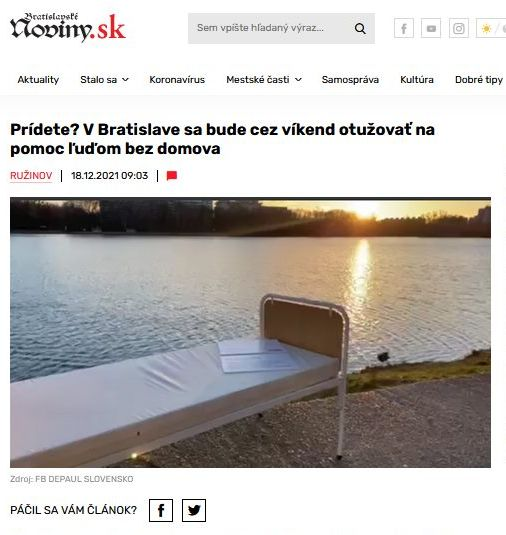 Bratislavské
Noviny.sk
Sem vpíšte hľadaný výraz...
Aktuality Stalo sa Koronavírus Mestské časti Samospráva Kultúra Dobré tipy
Prídete? V Bratislave sa bude cez víkend otužovať na
pomoc ľuďom bez domova
RUŽINOV 18.12.2021 09:03
Zdroj: FB DEPAUL SLOVENSKO
PÁČIL SA VÁM ČLÁNOK?